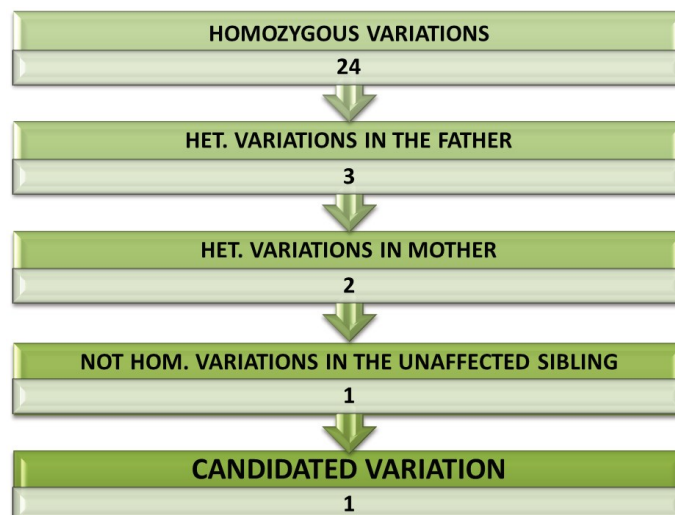 HOMOZYGOUS VARIATIONS
24
HET. VARIATIONS IN THE FATHER
3
HET. VARIATIONS IN MOTHER
2
NOT HOM. VARIATIONS IN THE UNAFFECTED SIBLING
1
CANDIDATED VARIATION
1